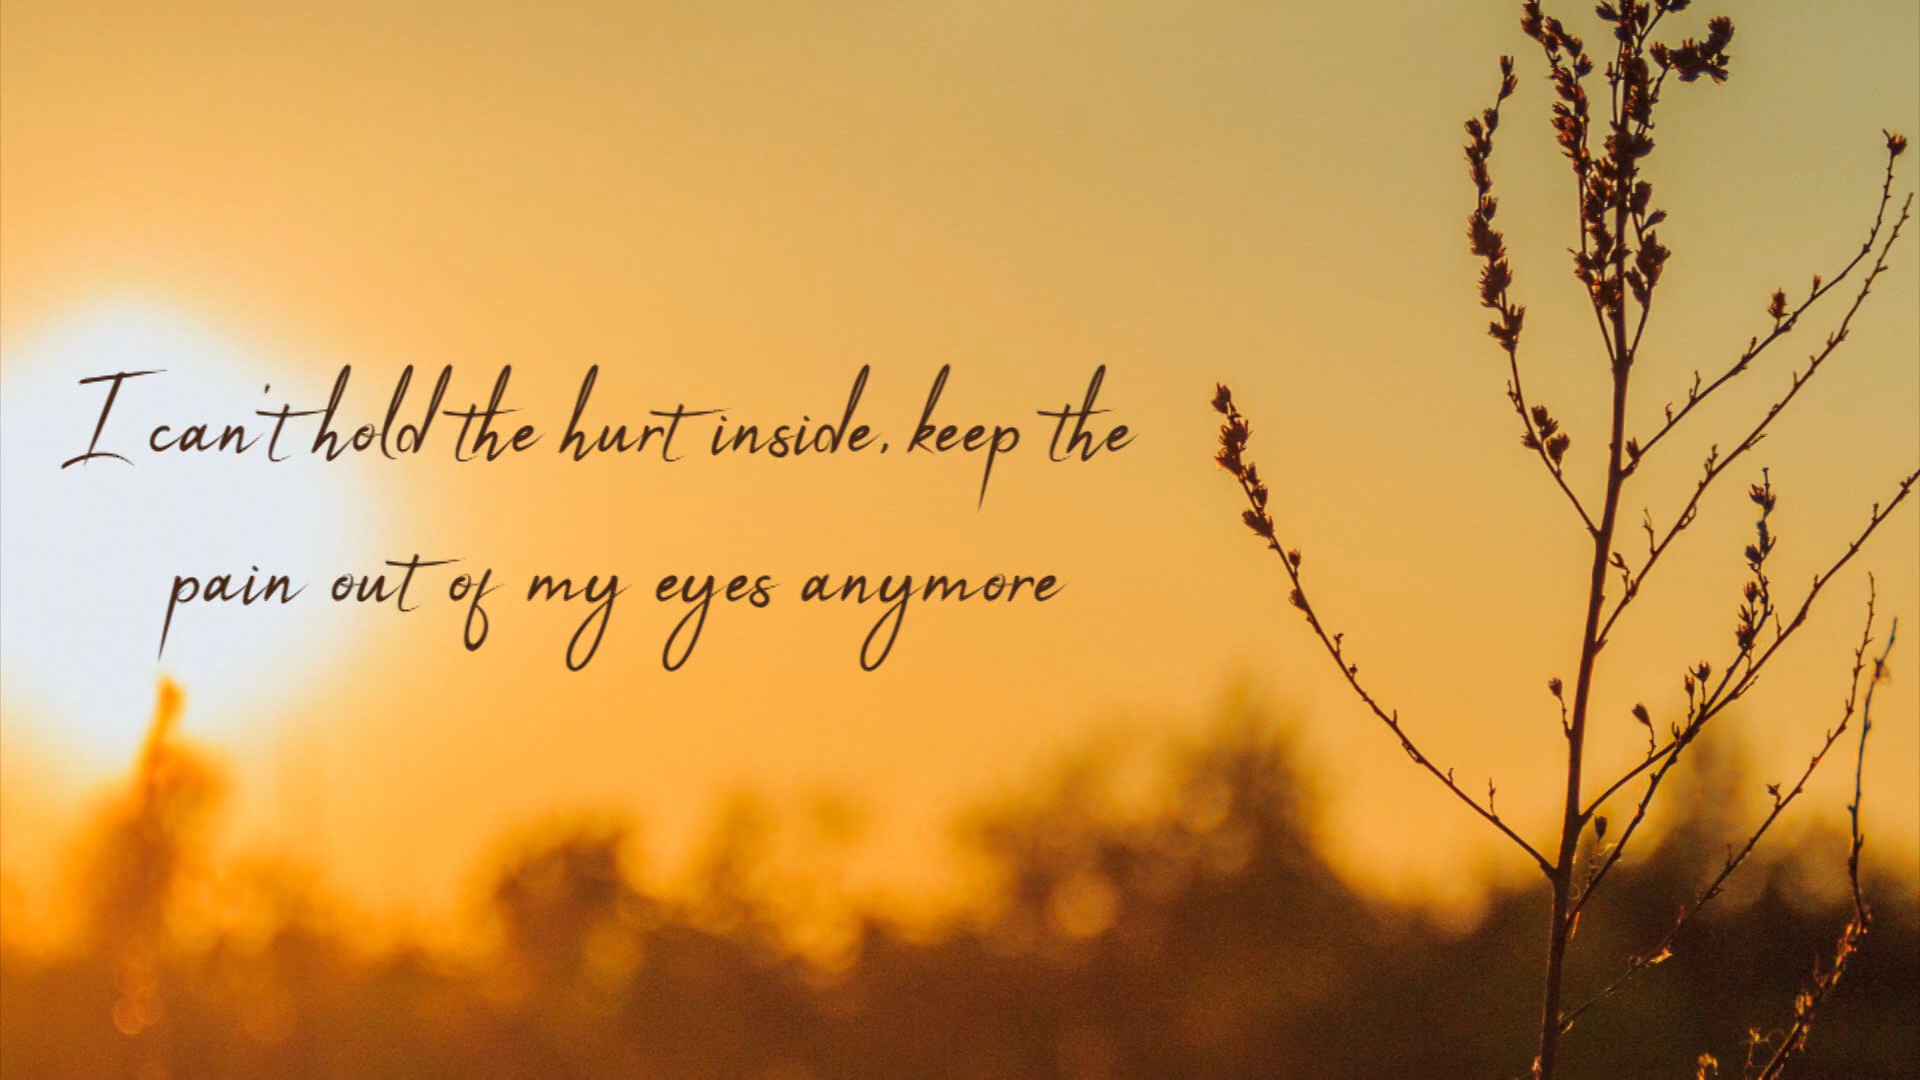 I can't hold the hurt inside, keep the
pain out of my eyes anymore